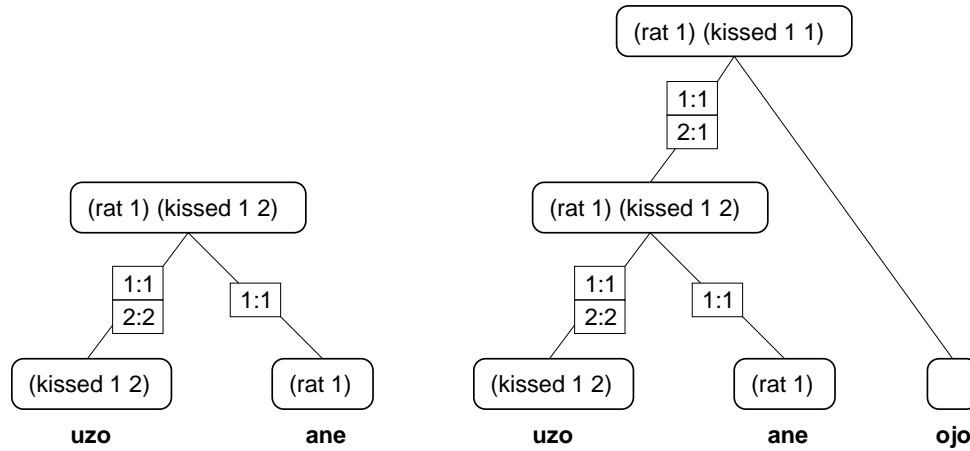 (rat 1) (kissed 1 1)
1:1
2:1
(rat 1) (kissed 1 2)
(rat 1) (kissed 1 2)
1:1
2:2
1:1
1:1
2:2
1:1
(kissed 1 2)
(rat 1)
(kissed 1 2)
(rat 1)
uzo
ane
uzo
ane
ojo